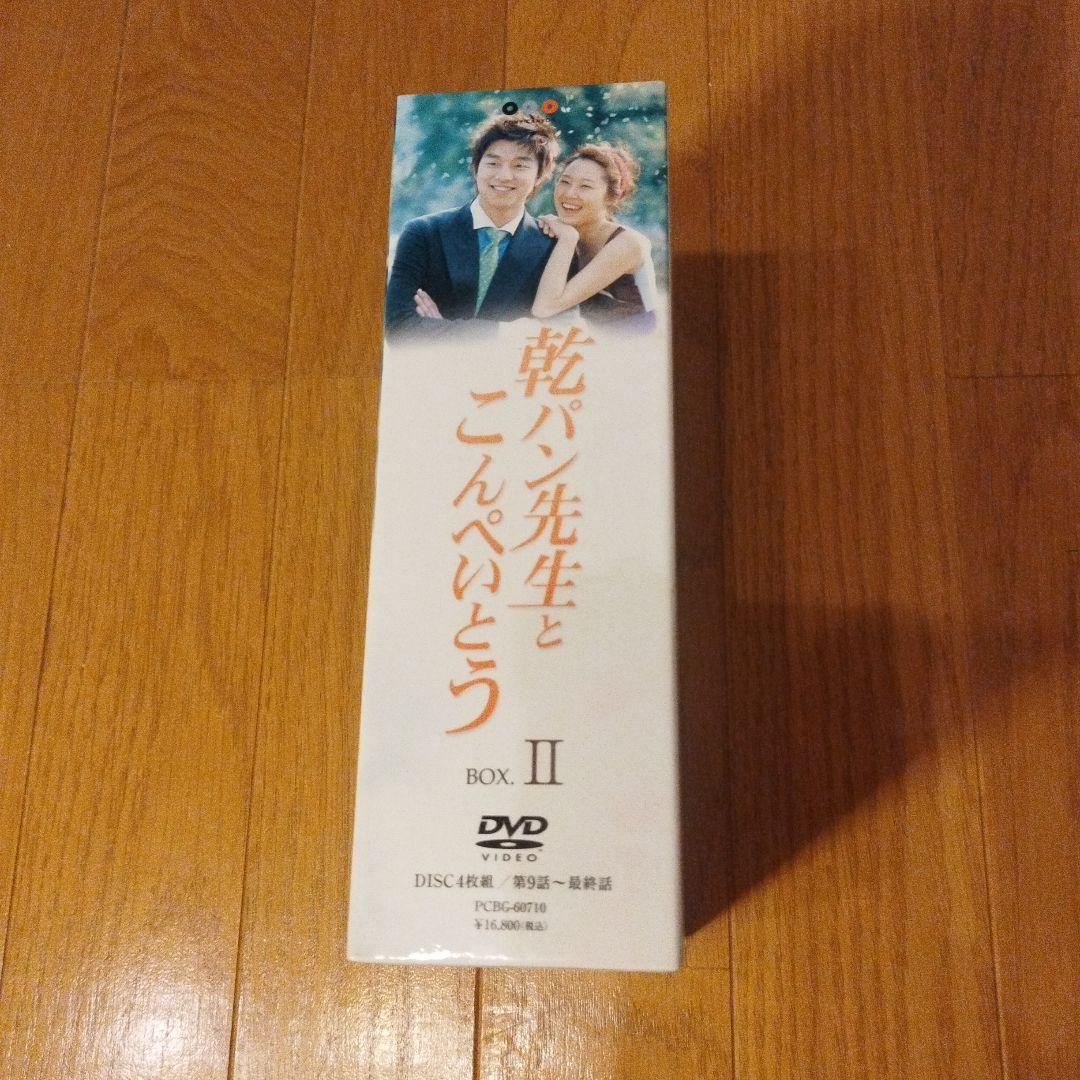 乾パン先生と
こんぺいとう
BOX. II
DVD
VIDEO
DISC4枚組／第9話～最終話
PCBG-60710
¥16,800(税込)